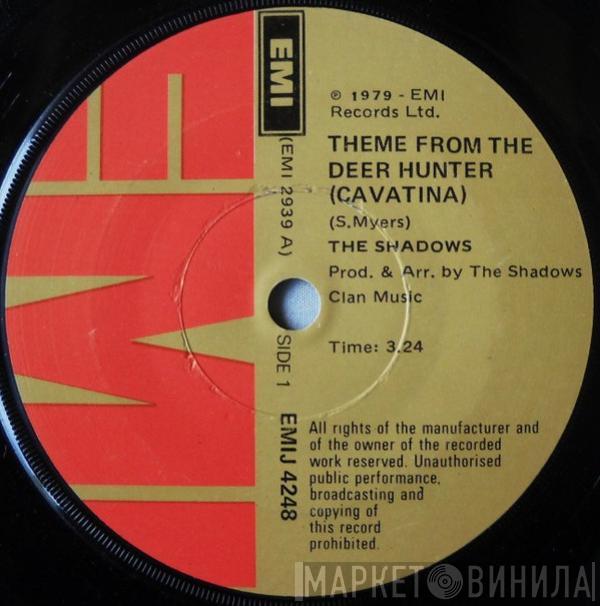 EMI
EMI
℗ 1979 - EMI
Records Ltd.
THEME FROM THE
DEER HUNTER
(CAVATINA)
(S.Myers)
THE SHADOWS
Prod. & Arr. by The Shadows
Clan Music
Time: 3.24
(EMI 2939 A)
SIDE 1
EMIJ 4248
All rights of the manufacturer and
of the owner of the recorded
work reserved. Unauthorised
public performance,
broadcasting and
copying of
this record
prohibited.
МАРКЕТ ВИНИЛА